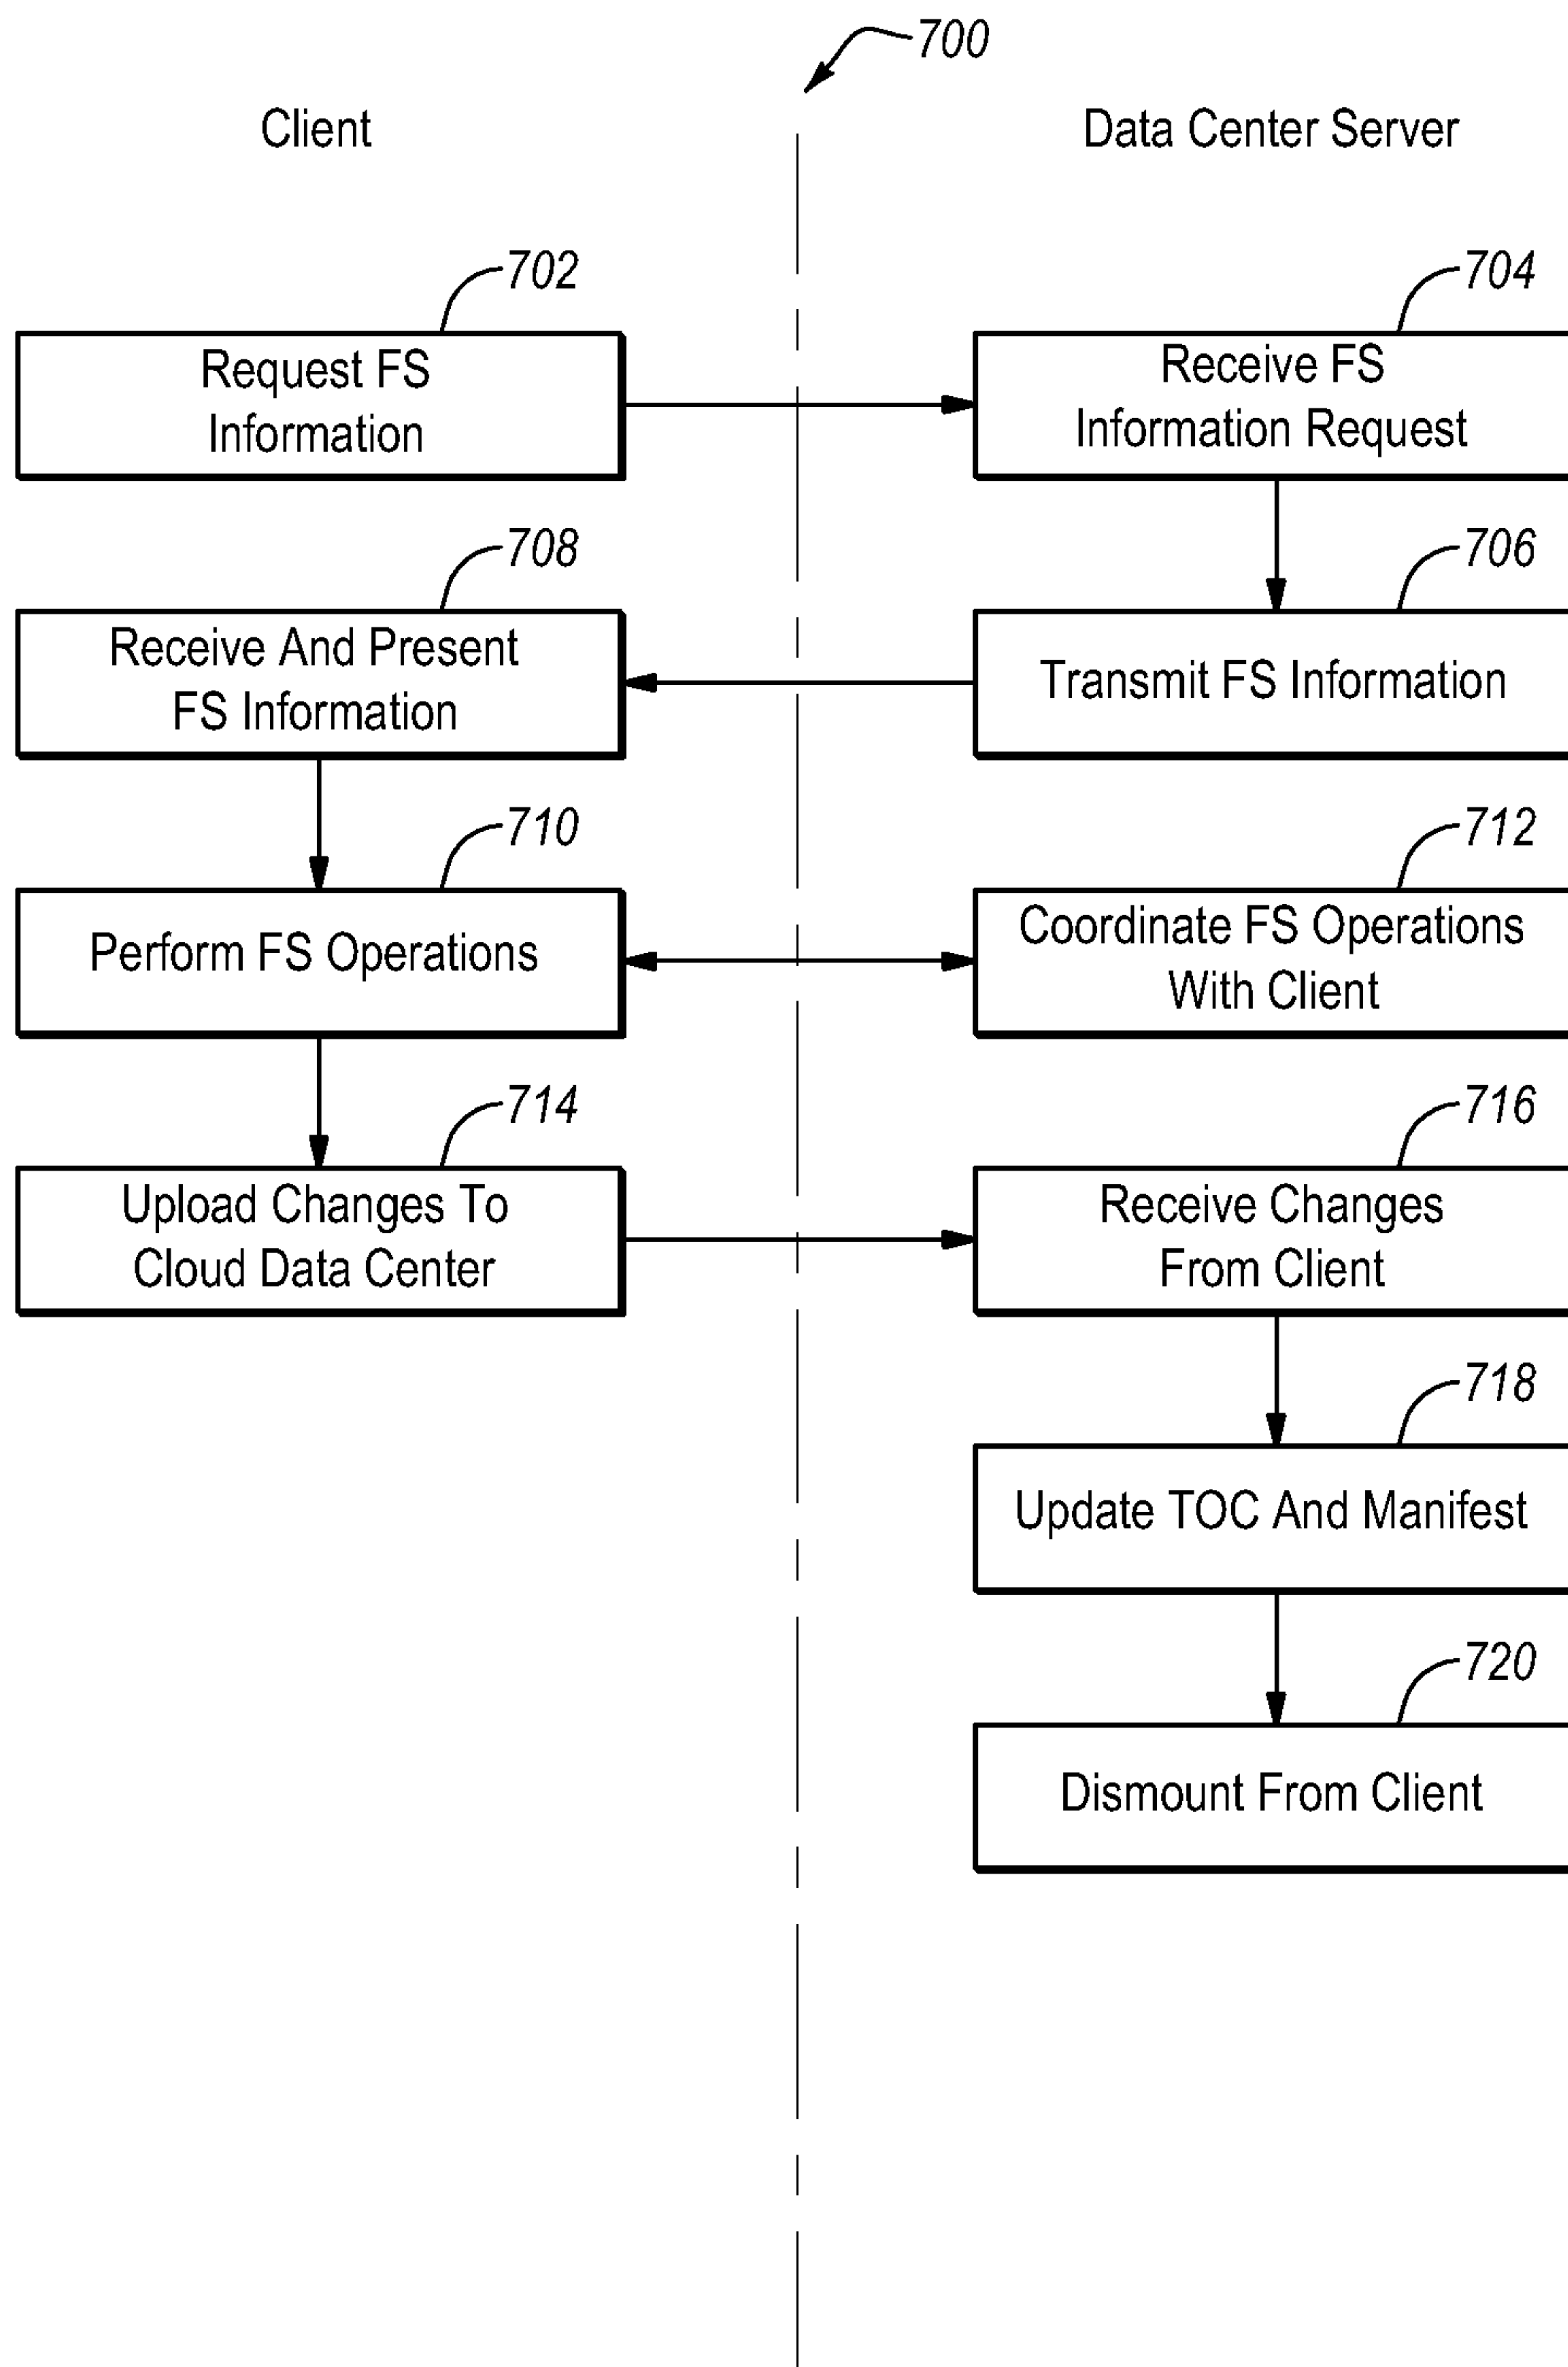 700
Client
Data Center Server
702
704
Request FS
Information
Receive FS
Information Request
708
706
Receive And Present
FS Information
Transmit FS Information
710
712
Perform FS Operations
Coordinate FS Operations
With Client
714
716
Upload Changes To
Cloud Data Center
Receive Changes
From Client
718
Update TOC And Manifest
720
Dismount From Client